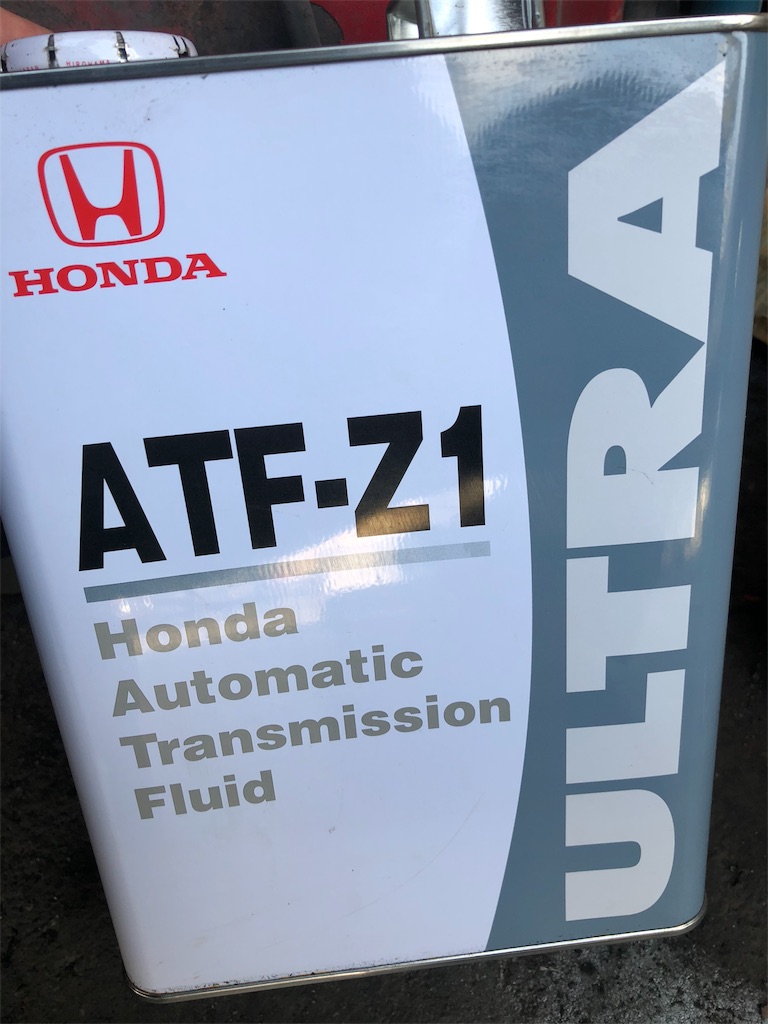 HONDA
ATF-Z1
Honda
Automatic
Transmission
Fluid
ULTRA